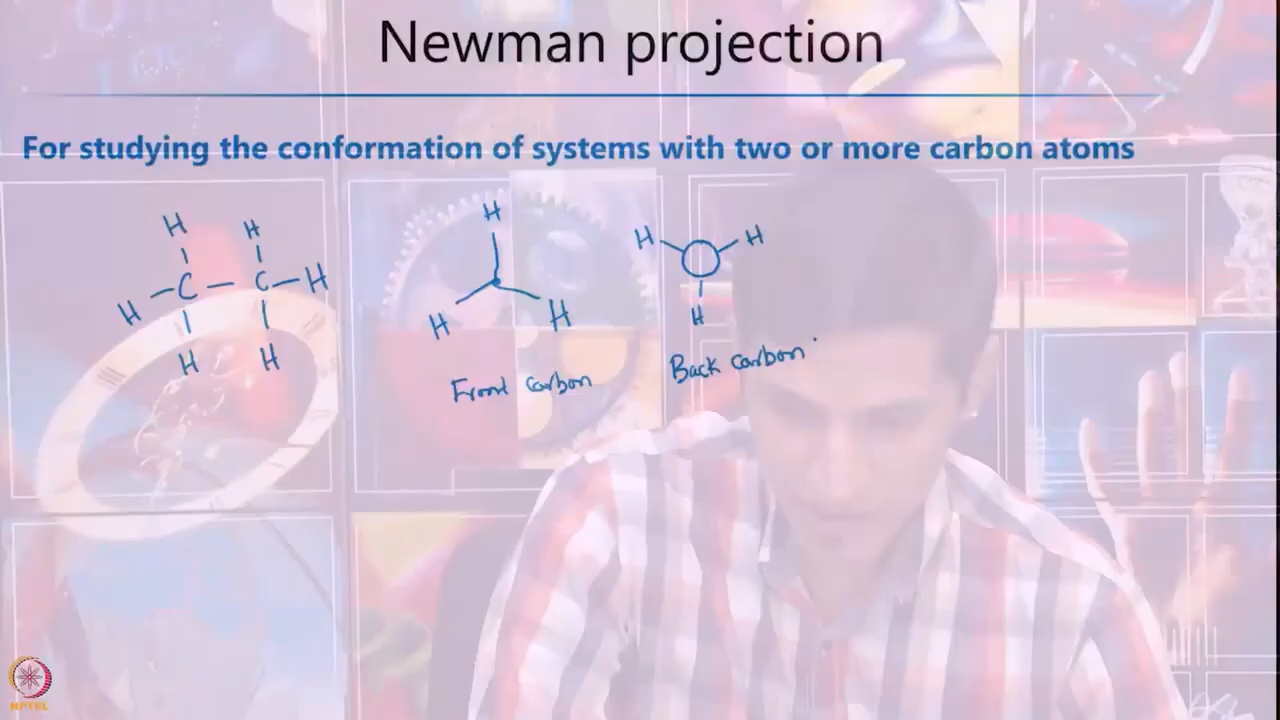 Newman projection
For studying the conformation of systems with two or more carbon atoms
H H
H - C - C - H
H H
H
H H
Front Carbon
H H
H
Back carbon
NPTEL